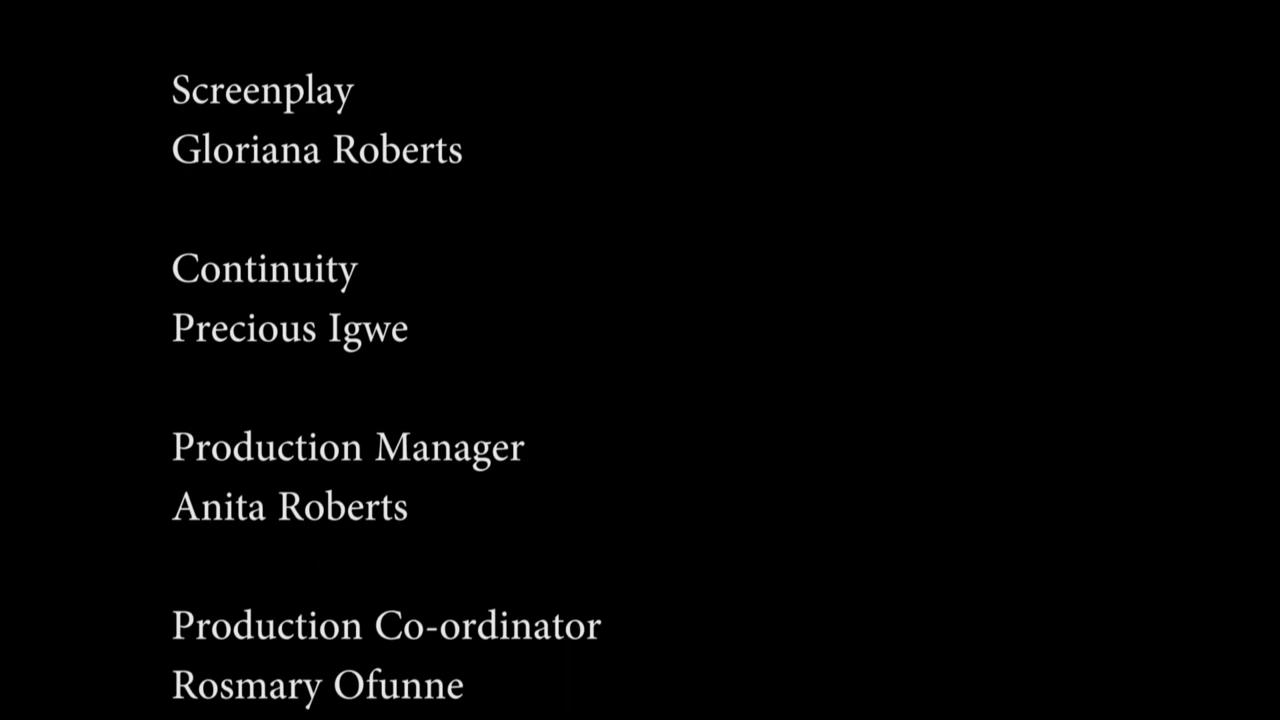 Screenplay
Gloriana Roberts
Continuity
Precious Igwe
Production Manager
Anita Roberts
Production Co-ordinator
Rosmary Ofunne